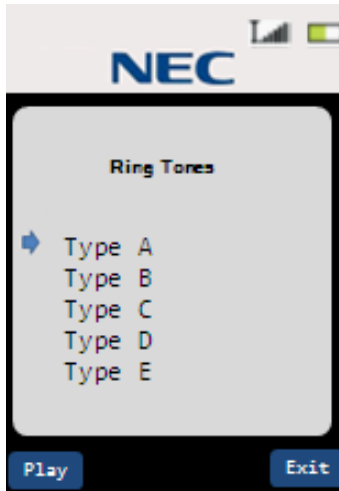 NEC
Ring Tones
Type A
Type B
Type C
Type D
Type E
Play
Exit